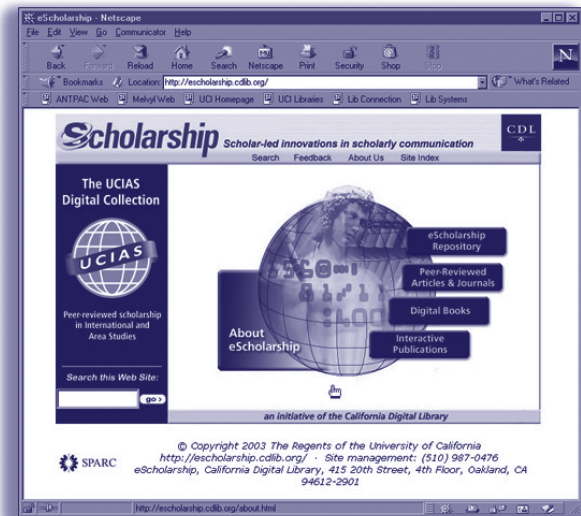 eScholarship - Netscape
File Edit View Go Communicator Help
Back Forward Reload Home Search Netscape Print Security Shop Stop
Bookmarks Location: http://escholarship.cdlib.org/ What's Related
ANTPAC Web Melvyl Web UCI Homepage UCI Libraries Lib Connection Lib Systems
eScholarship Scholar-led innovations in scholarly communication
CDL
Search Feedback About Us Site Index
The UCIAS
Digital Collection
UCIAS
Peer-reviewed scholarship
in International and
Area Studies
Search this Web Site:
go
About
eScholarship
eScholarship
Repository
Peer-Reviewed
Articles & Journals
Digital Books
Interactive
Publications
an initiative of the California Digital Library
SPARC
© Copyright 2003 The Regents of the University of California
http://escholarship.cdlib.org/ · Site management: (510) 987-0476
eScholarship, California Digital Library, 415 20th Street, 4th Floor, Oakland, CA
94612-2901
http://escholarship.cdlib.org/about.html